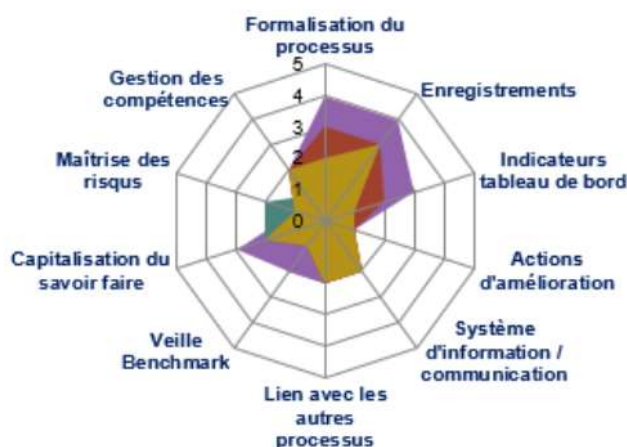 Formalisation du
processus
Gestion des
compétences
Enregistrements
Maîtrise des
risqus
Indicateurs
tableau de bord
Capitalisation du
savoir faire
Actions
d'amélioration
Veille
Benchmark
Système
d'information /
communication
Lien avec les
autres
processus
5
4
3
2
1
0